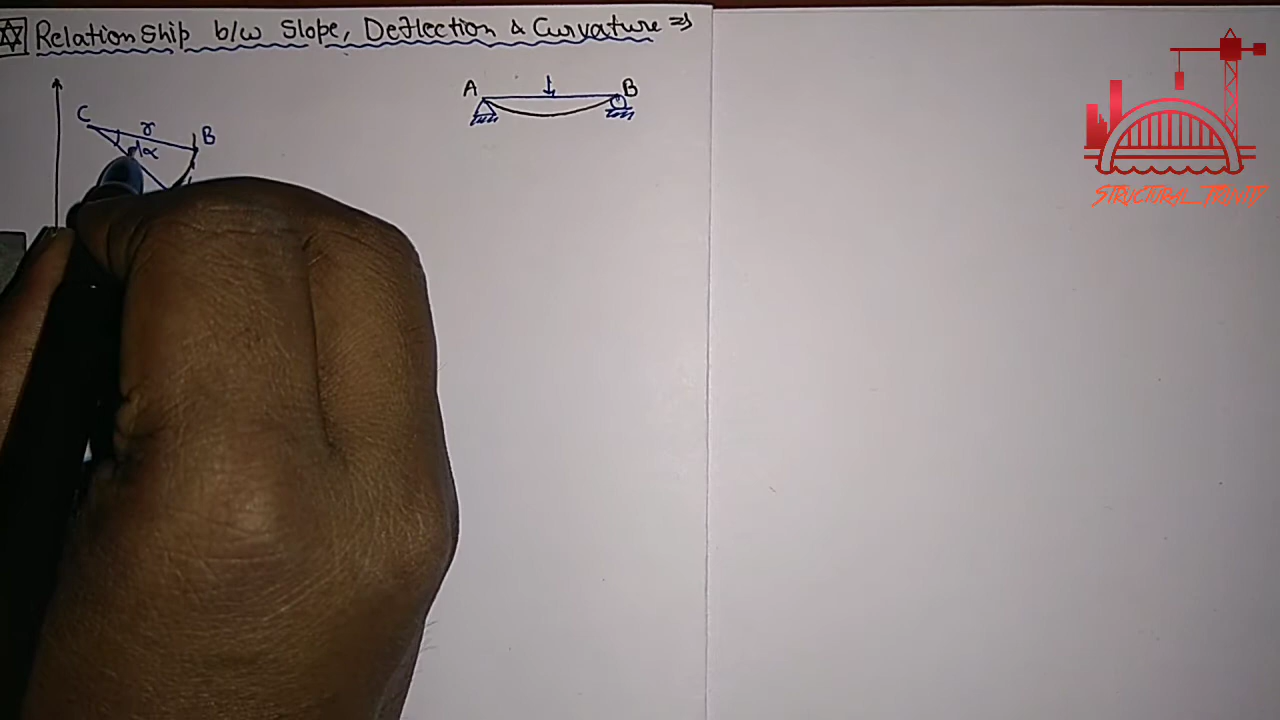 Relationship b/w Slope, Deflection & Curvature ⇒
A B
C r B
dα
STRUCTURAL_TRINITY